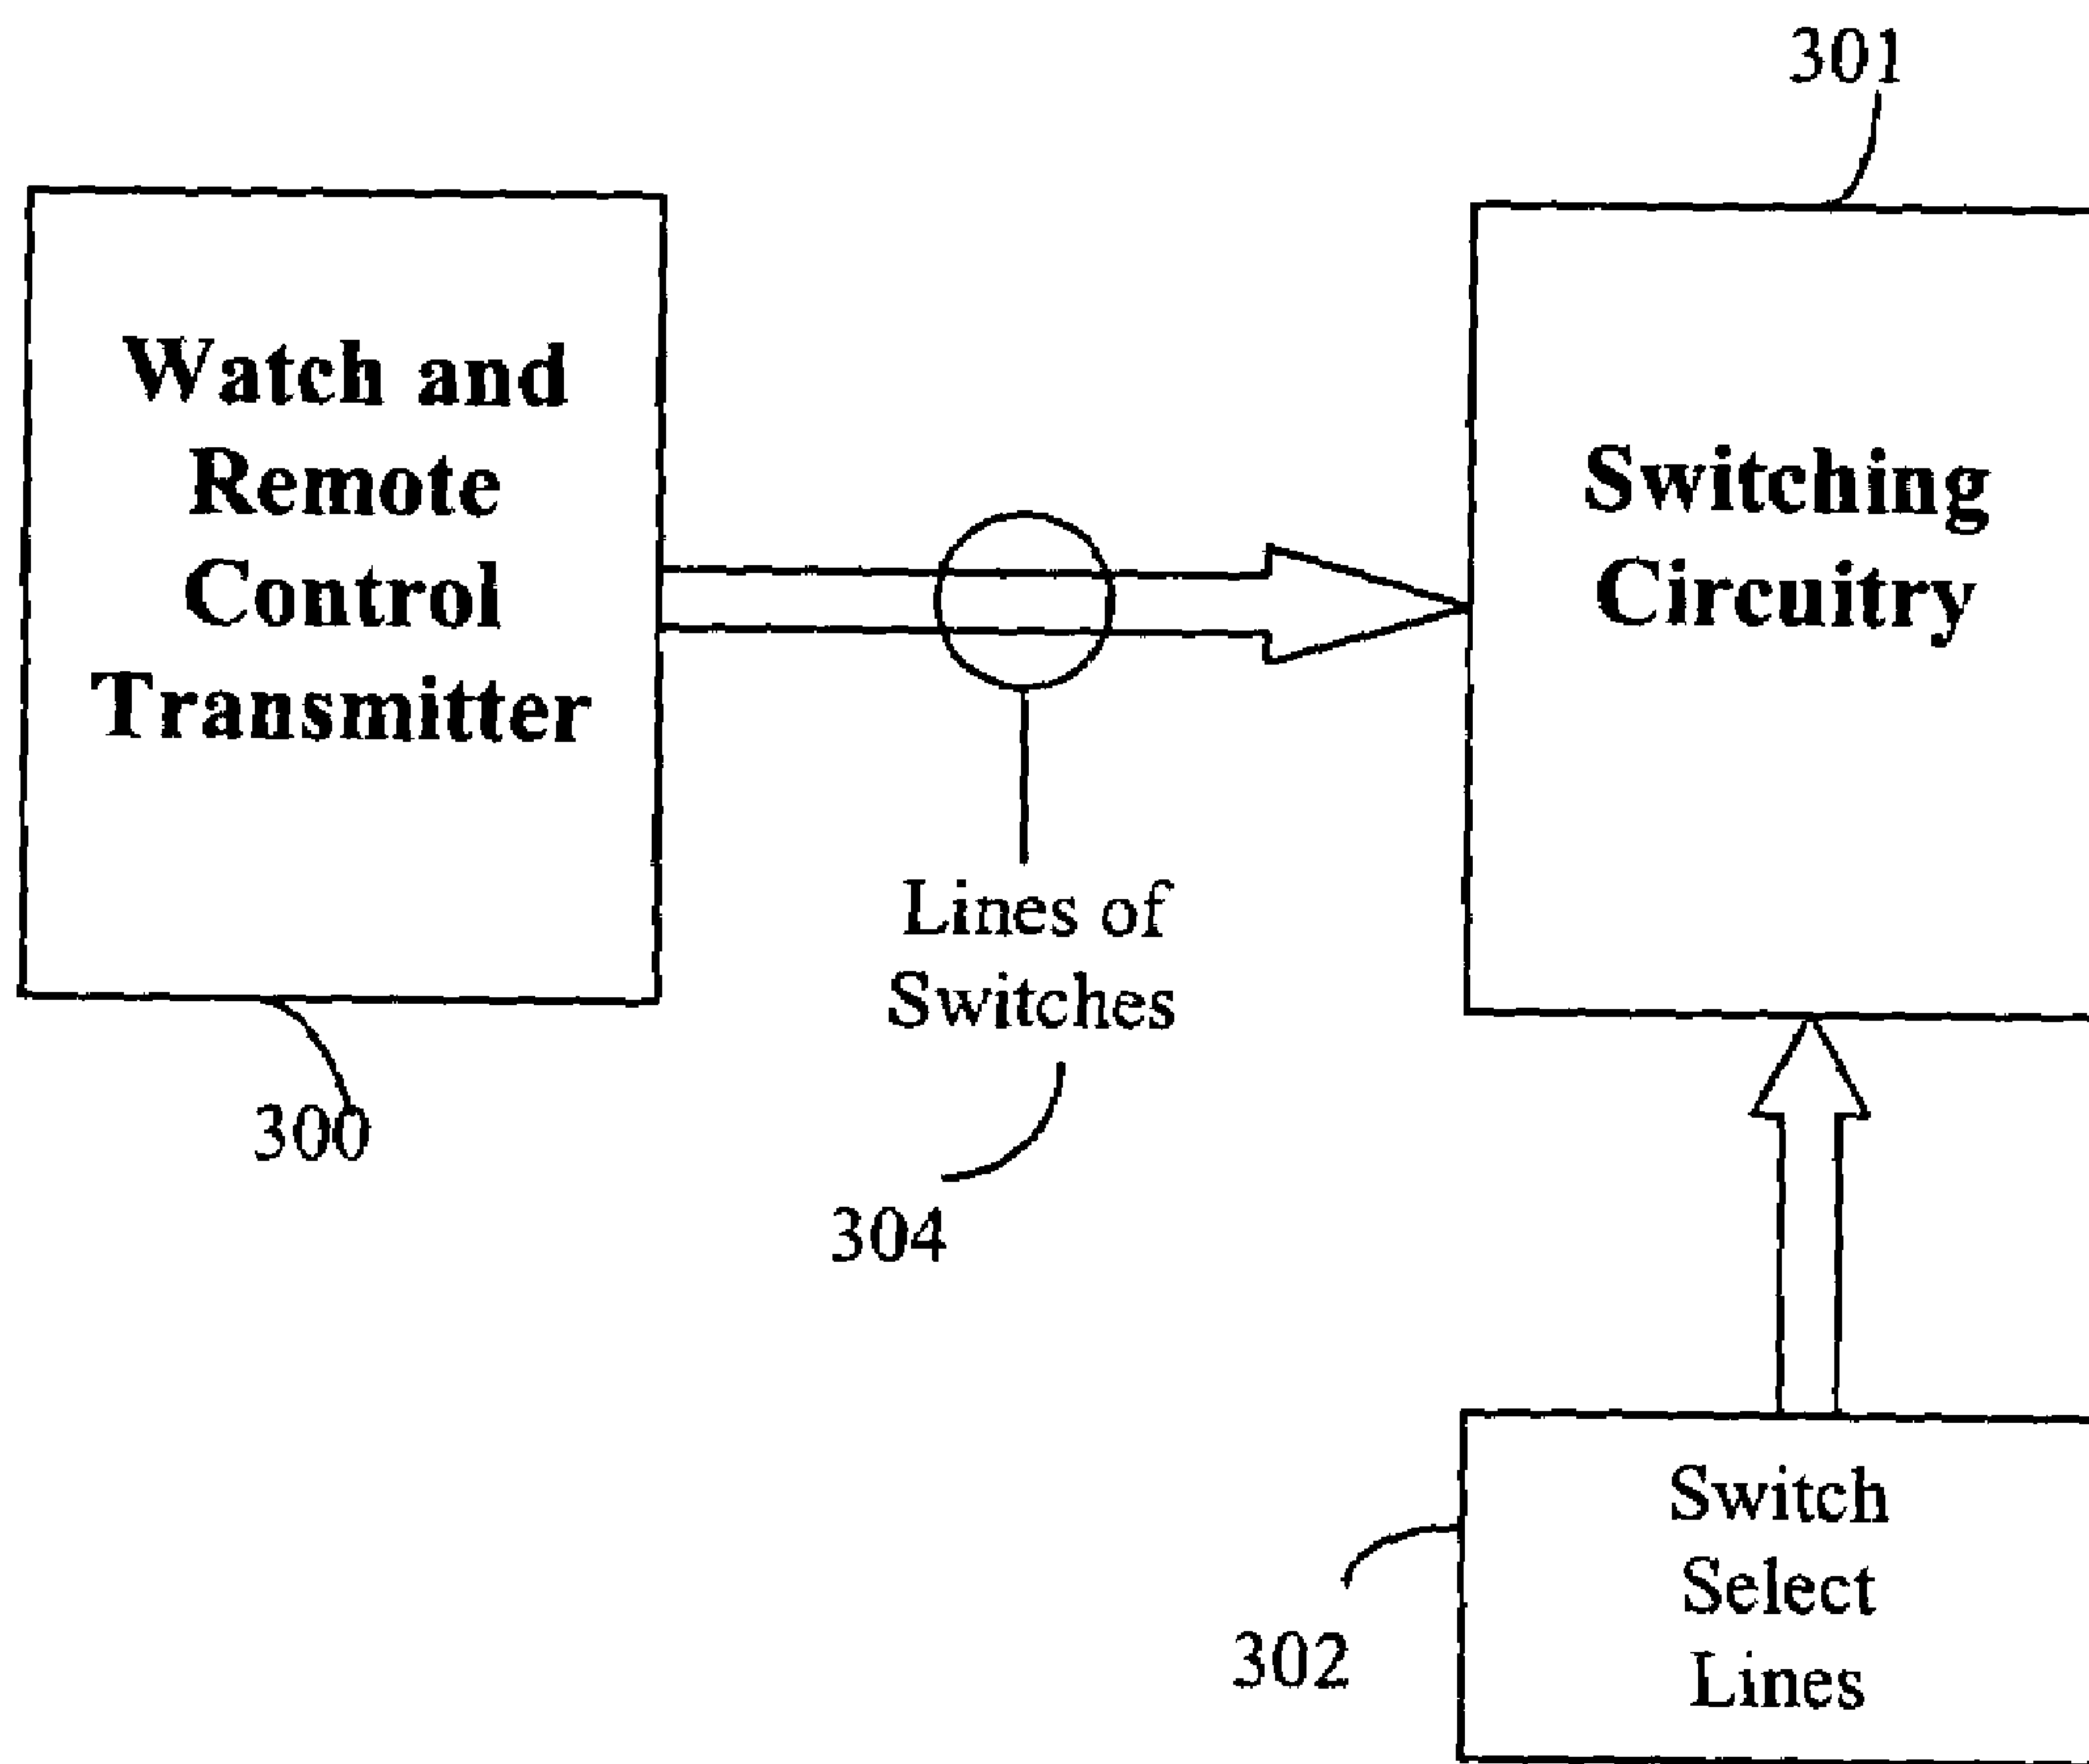 301
Watch and
Remote
Control
Transmitter
Switching
Circuitry
Lines of
Switches
300
304
Switch
Select
Lines
302